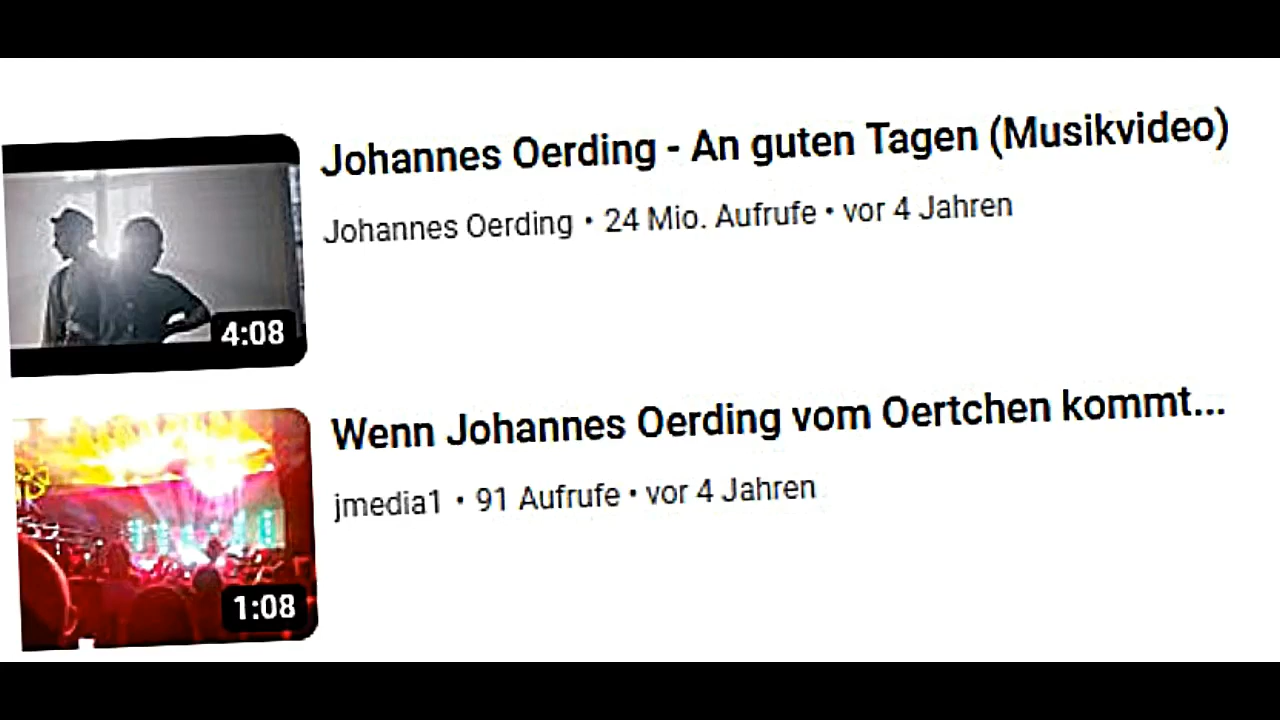 Johannes Oerding - An guten Tagen (Musikvideo)
Johannes Oerding • 24 Mio. Aufrufe • vor 4 Jahren
4:08
Wenn Johannes Oerding vom Oertchen kommt...
jmedia1 • 91 Aufrufe • vor 4 Jahren
1:08